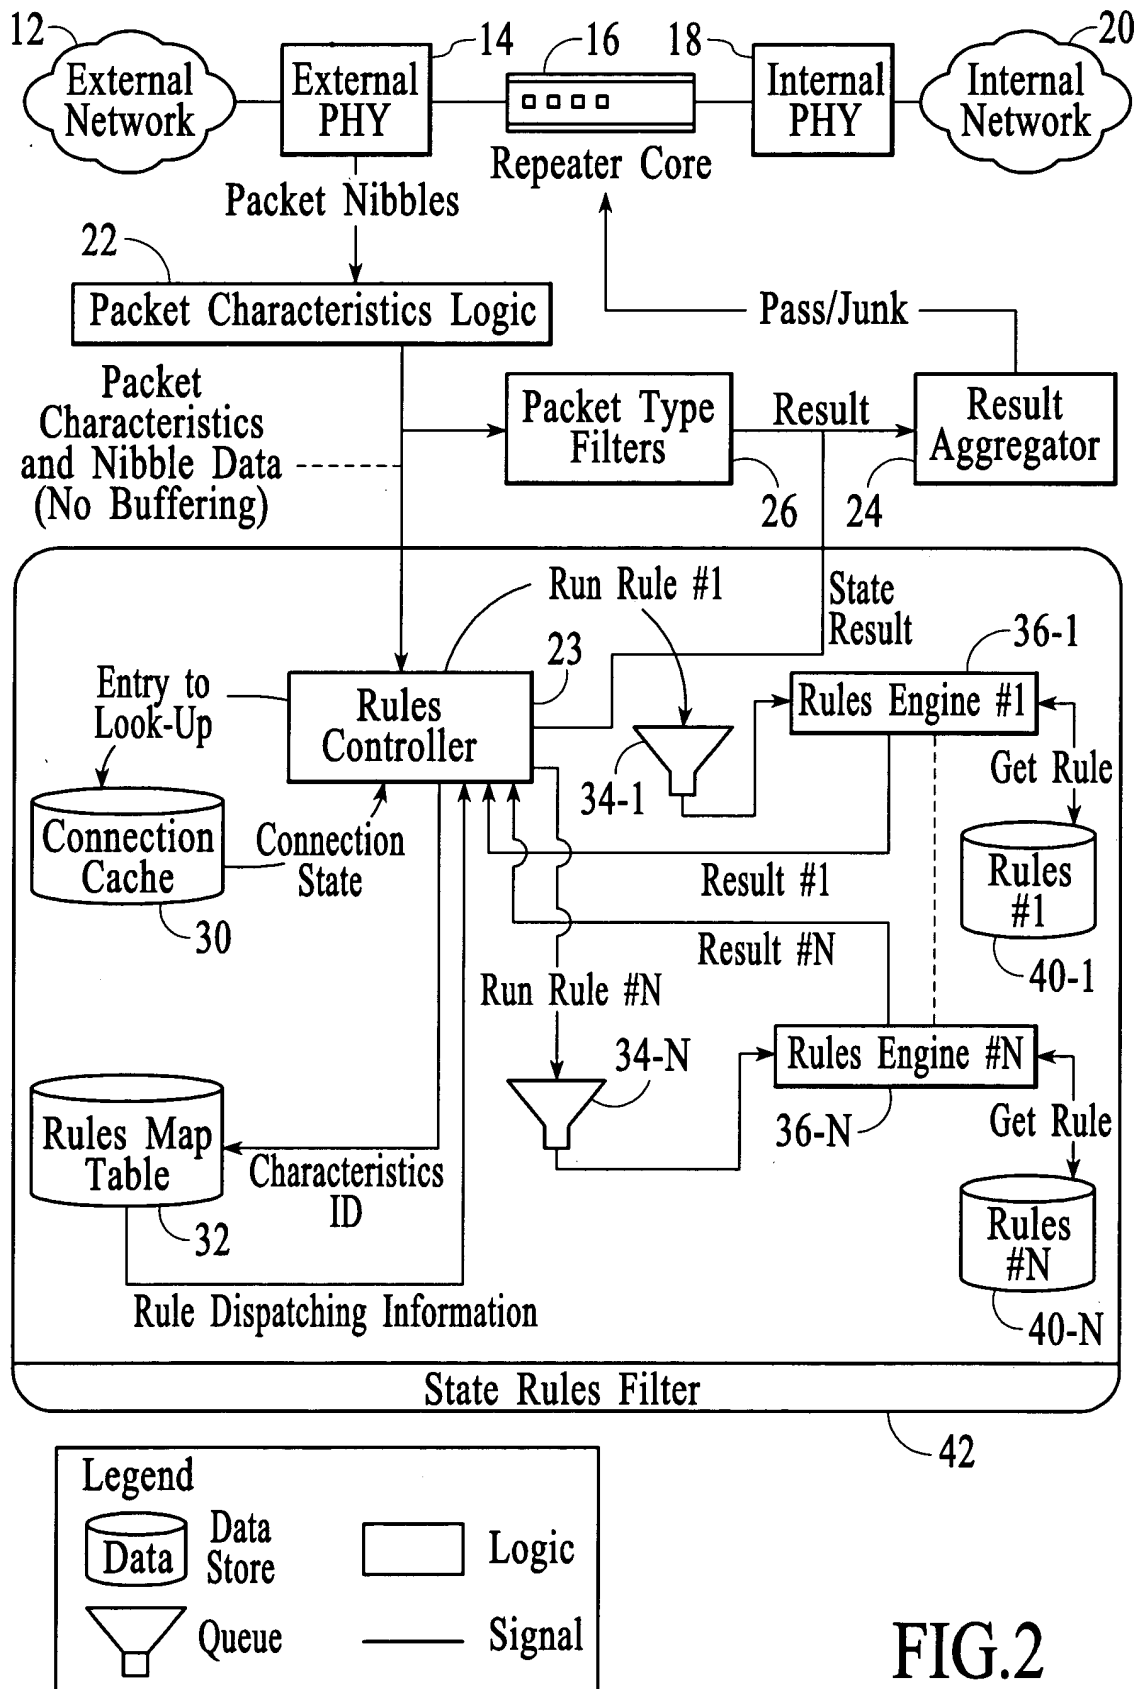 12
External
Network
External
PHY
14
16
Repeater Core
18
Internal
PHY
20
Internal
Network
Packet Nibbles
22
Packet Characteristics Logic
Pass/Junk
Packet
Characteristics
and Nibble Data
(No Buffering)
Packet Type
Filters
26
Result
Result
Aggregator
24
Run Rule #1
State
Result
23
Rules
Controller
Entry to
Look-Up
36-1
Rules Engine #1
34-1
Get Rule
Connection
Cache
30
Connection
State
Result #1
Rules
#1
40-1
Result #N
Run Rule #N
34-N
Rules Engine #N
36-N
Get Rule
Rules Map
Table
32
Characteristics
ID
Rules
#N
40-N
Rule Dispatching Information
State Rules Filter
42
Legend
Data
Data
Store
Logic
Queue
Signal
FIG.2